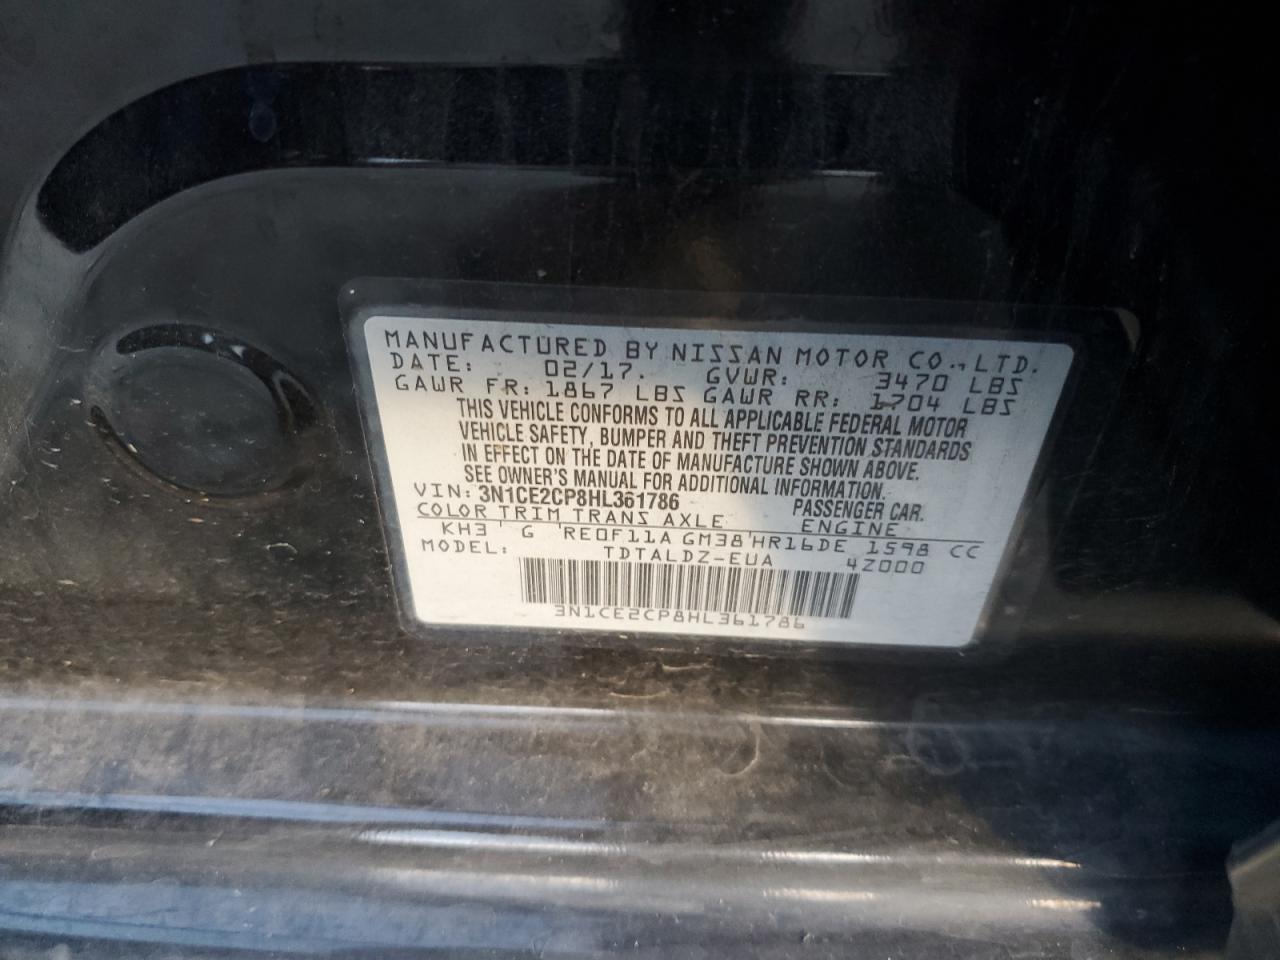 MANUFACTURED BY NISSAN MOTOR CO., LTD.
DATE: 02/17. GVWR: 3470 LBS
GAWR FR: 1867 LBS GAWR RR: 1704 LBS
THIS VEHICLE CONFORMS TO ALL APPLICABLE FEDERAL MOTOR
VEHICLE SAFETY, BUMPER AND THEFT PREVENTION STANDARDS
IN EFFECT ON THE DATE OF MANUFACTURE SHOWN ABOVE.
SEE OWNER'S MANUAL FOR ADDITIONAL INFORMATION.
VIN: 3N1CE2CP8HL361786 PASSENGER CAR.
COLOR TRIM TRANS AXLE ENGINE
KH3 ' G 'RE0F11A GM38'HR16DE 1598 CC
MODEL: TDTALDZ-EUA 4Z000
3N1CE2CP8HL361786